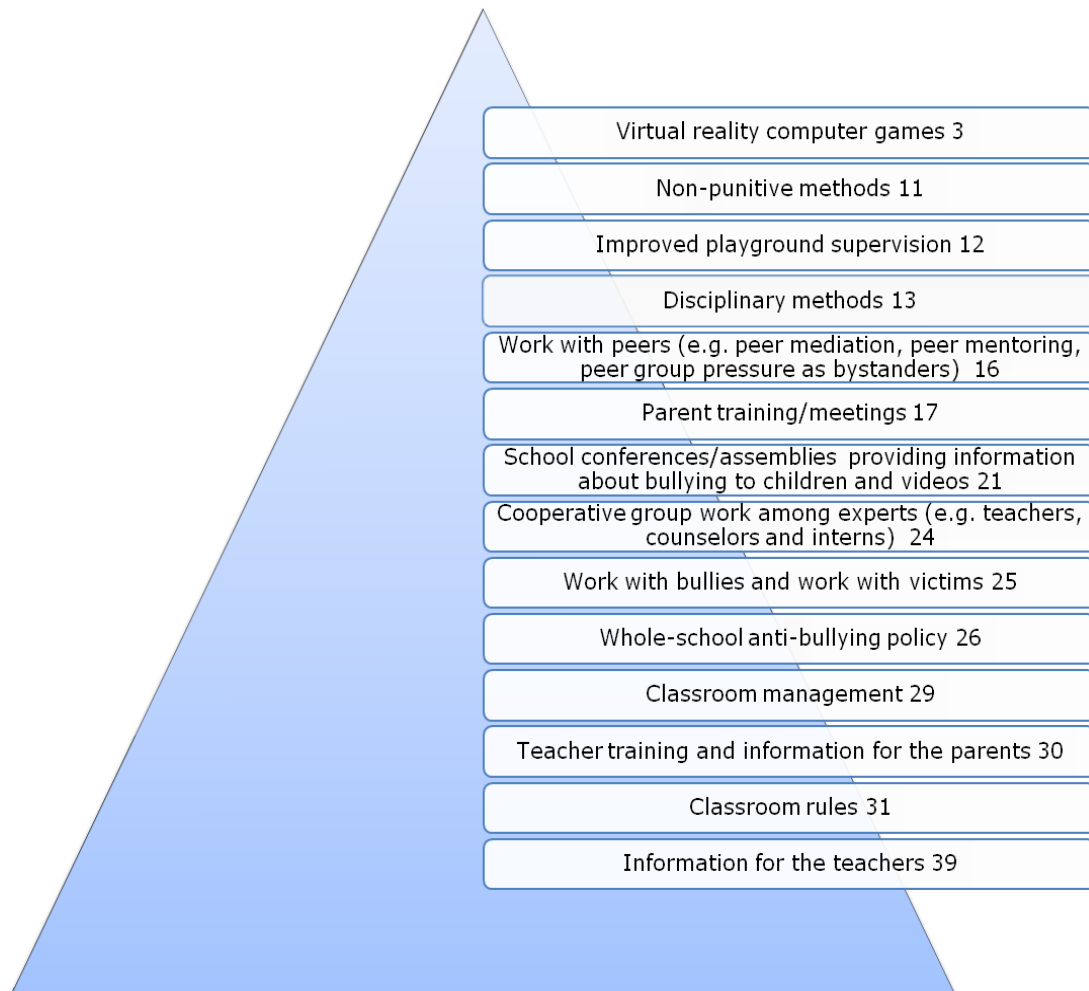 Virtual reality computer games 3
Non-punitive methods 11
Improved playground supervision 12
Disciplinary methods 13
Work with peers (e.g. peer mediation, peer mentoring,
peer group pressure as bystanders) 16
Parent training/meetings 17
School conferences/assemblies providing information
about bullying to children and videos 21
Cooperative group work among experts (e.g. teachers,
counselors and interns) 24
Work with bullies and work with victims 25
Whole-school anti-bullying policy 26
Classroom management 29
Teacher training and information for the parents 30
Classroom rules 31
Information for the teachers 39